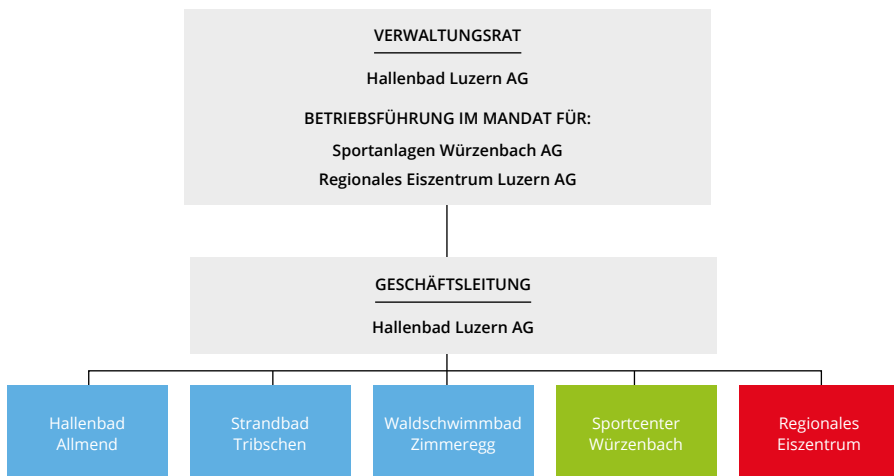 VERWALTUNGSRAT
Hallenbad Luzern AG
BETRIEBSFÜHRUNG IM MANDAT FÜR:
Sportanlagen Würzenbach AG
Regionales Eiszentrum Luzern AG
GESCHÄFTSLEITUNG
Hallenbad Luzern AG
Hallenbad
Allmend
Strandbad
Tribschen
Waldschwimmbad
Zimmeregg
Sportcenter
Würzenbach
Regionales
Eiszentrum